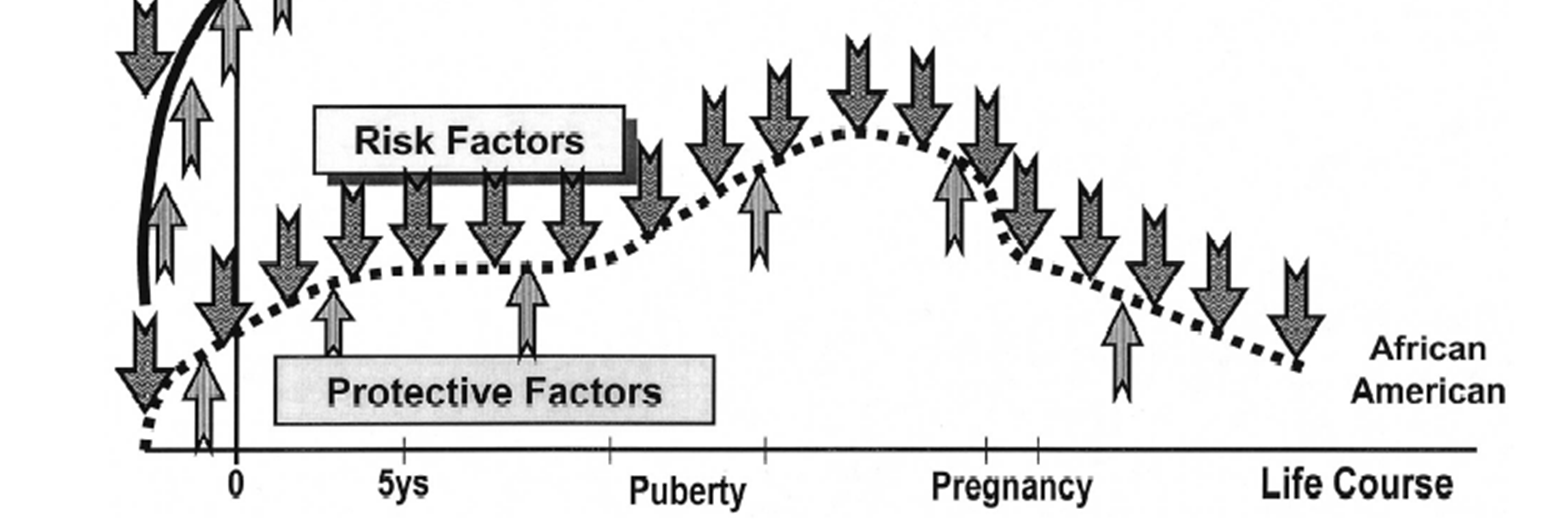 Risk Factors
Protective Factors
African
American
0
5ys
Puberty
Pregnancy
Life Course